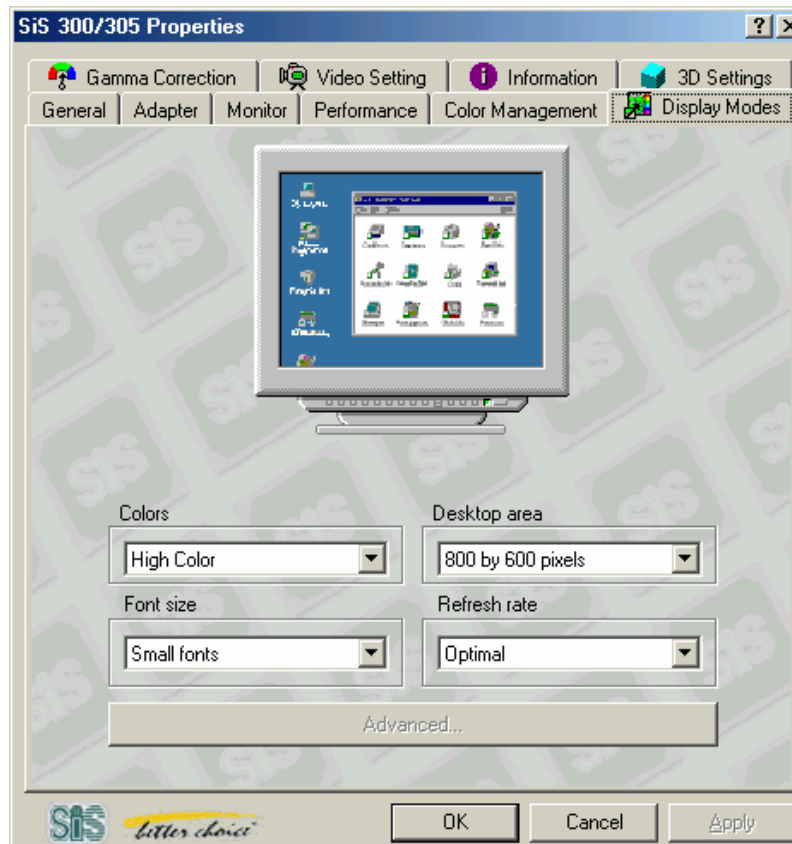 SiS 300/305 Properties
Gamma Correction
Video Setting
Information
3D Settings
General
Adapter
Monitor
Performance
Color Management
Display Modes
Colors
Desktop area
High Color
800 by 600 pixels
Font size
Refresh rate
Small fonts
Optimal
Advanced...
SiS
better choice
OK
Cancel
Apply